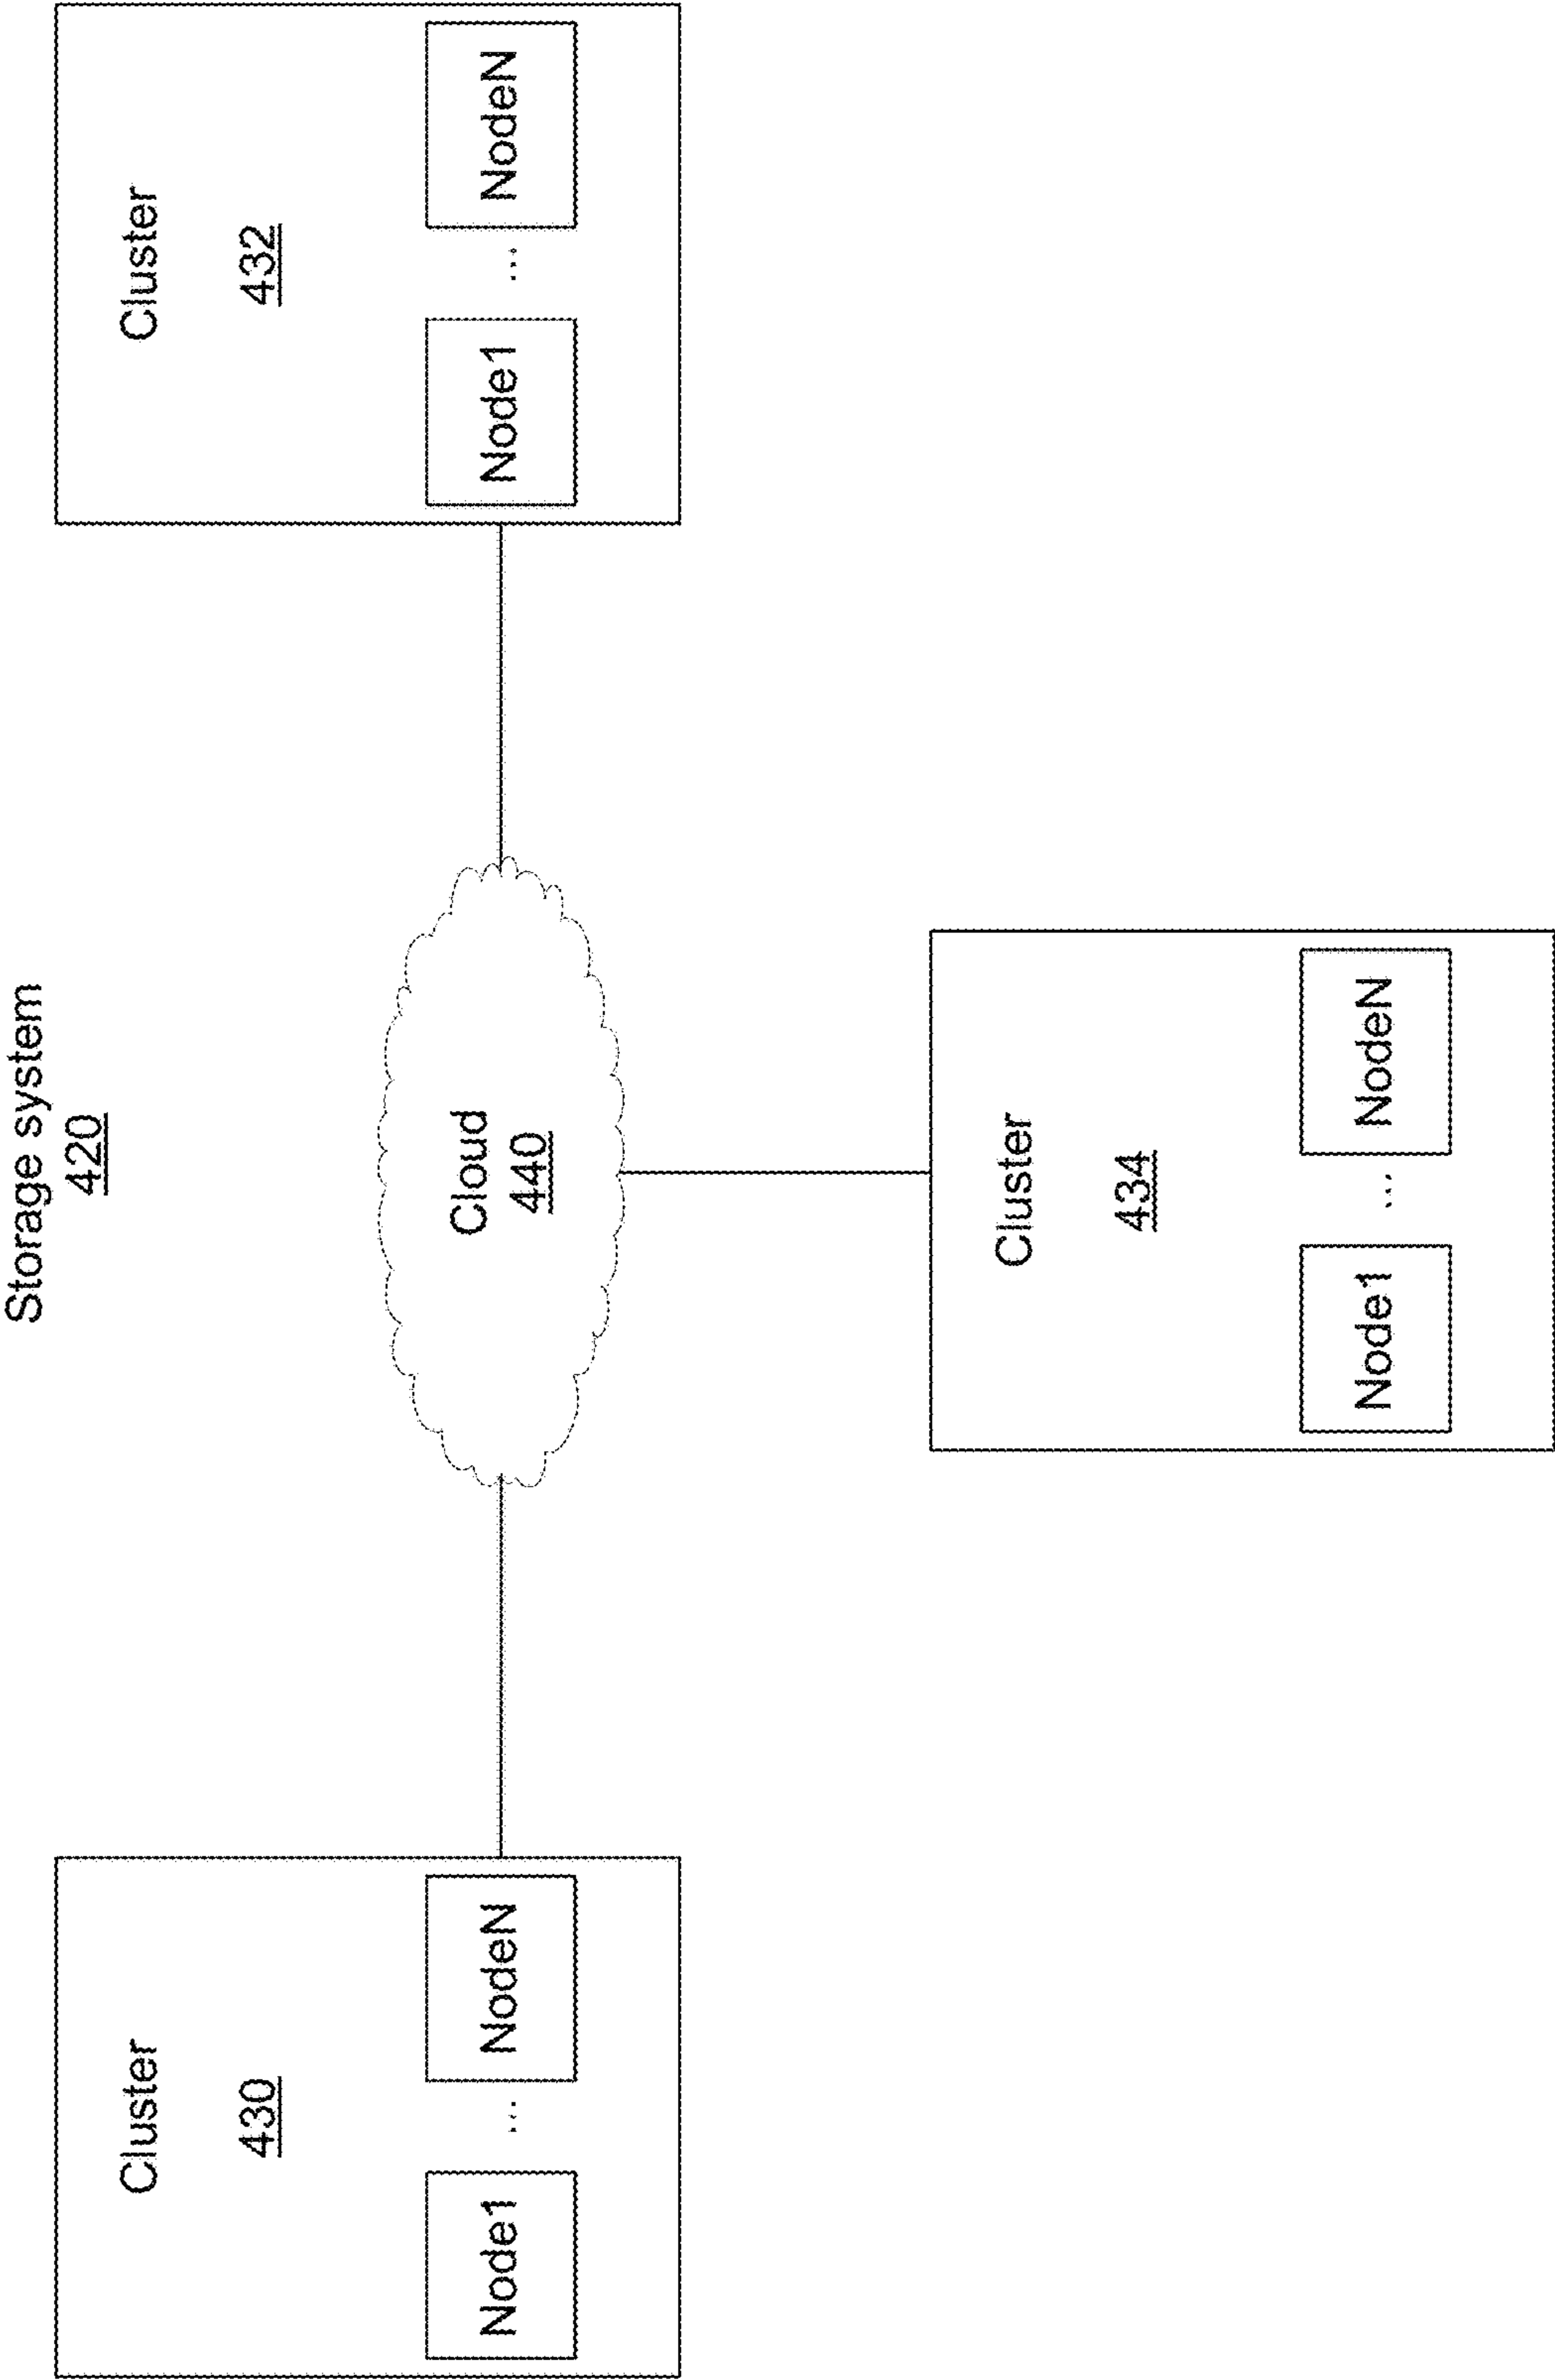 Storage system
420
Cluster
430
Node1
...
NodeN
Cloud
440
Cluster
432
Node1
...
NodeN
Cluster
434
Node1
...
NodeN